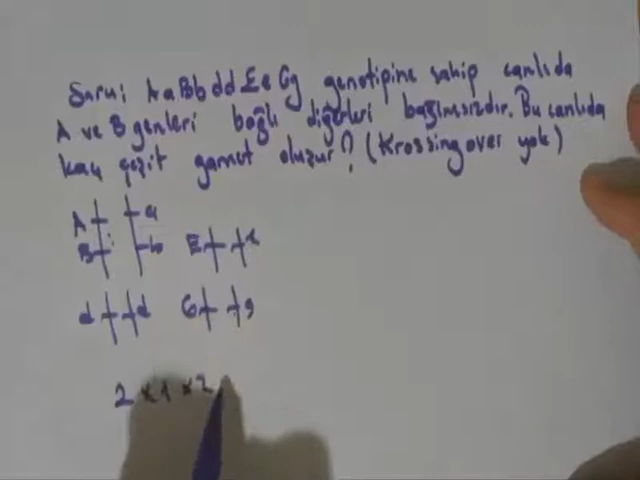 Soru: AaBbddEeGg genotipine sahip canlıda
A ve B genleri bağlı diğerleri bağımsızdır. Bu canlıda
kaç çeşit gamet oluşur? (Krossing over yok)
A a
B b E e
d d G g
2 x 1 x 2